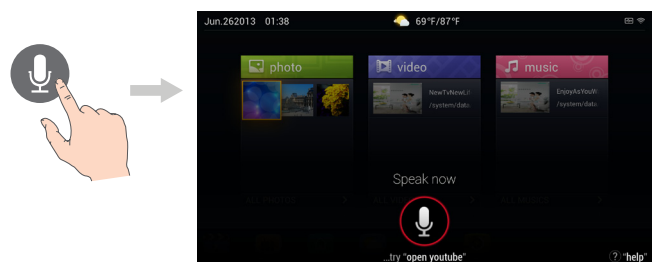 Jun.262013 01:38 69°F/87°F
photo video music
NewTvNewLi
/system/data
EnjoyAsYouW
/system/data
Speak now
...try "open youtube" ? "help"